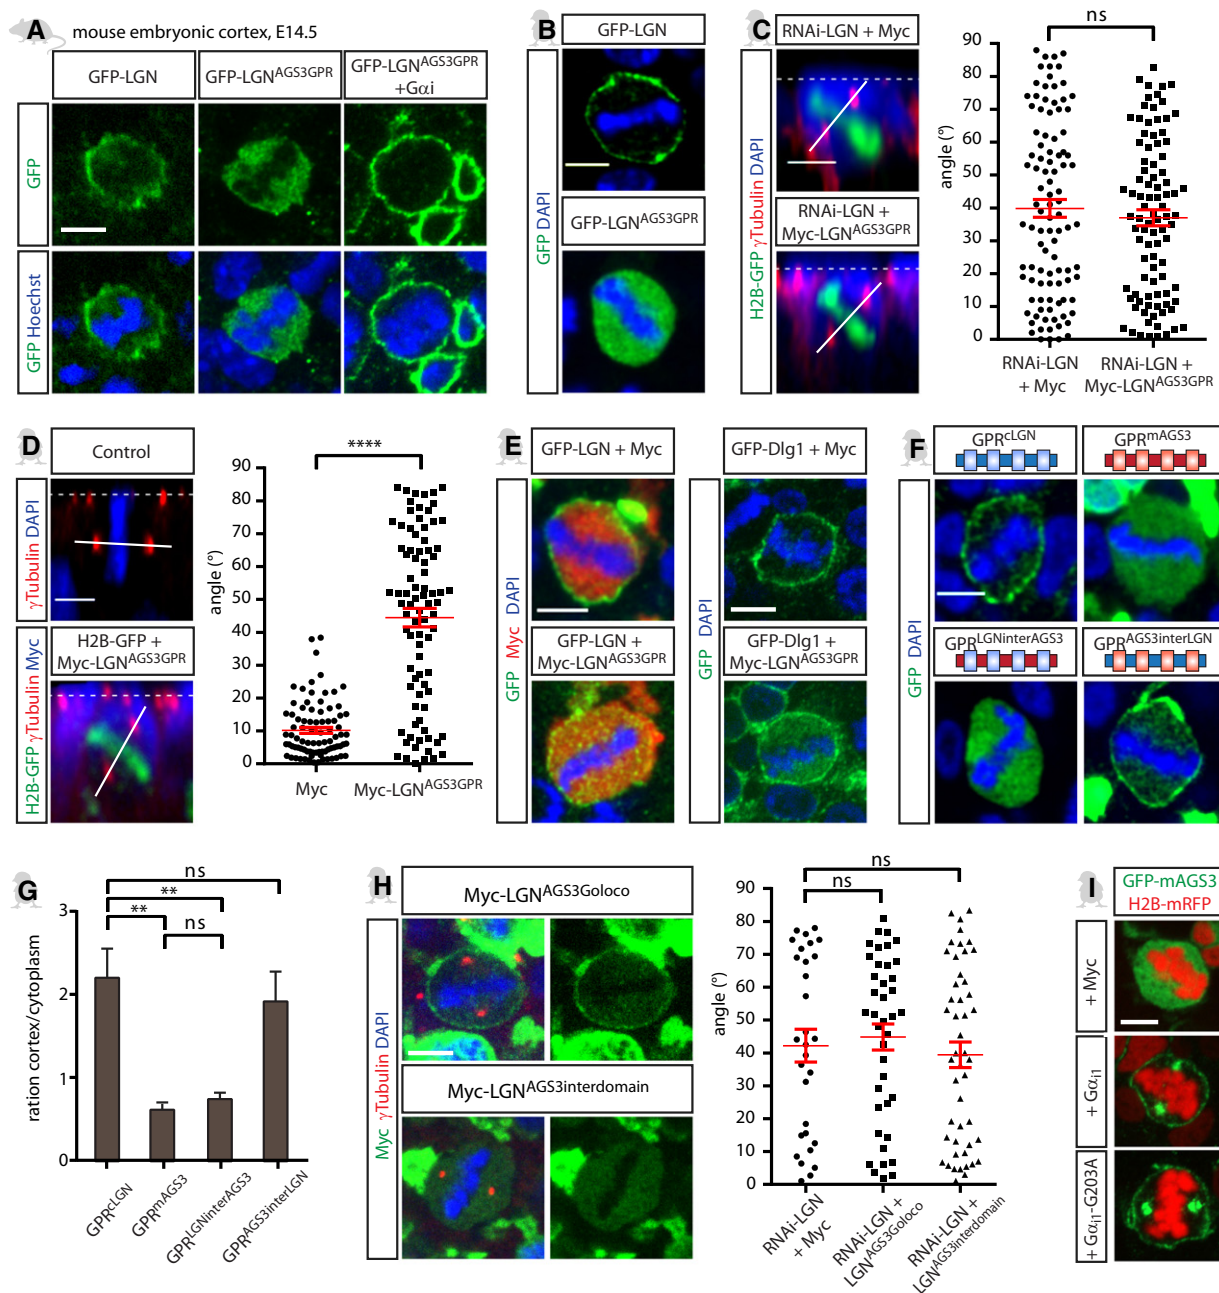 A
mouse embryonic cortex, E14.5
GFP-LGN
GFP-LGNAGS3GPR
GFP-LGNAGS3GPR
+Gαi
GFP
GFP Hoechst
B
GFP-LGN
GFP-LGNAGS3GPR
GFP DAPI
C
RNAi-LGN + Myc
RNAi-LGN +
Myc-LGNAGS3GPR
H2B-GFP γTubulin DAPI
ns
angle (°)
90
80
70
60
50
40
30
20
10
0
RNAi-LGN
+ Myc
RNAi-LGN +
Myc-LGNAGS3GPR
D
Control
γTubulin DAPI
H2B-GFP +
Myc-LGNAGS3GPR
H2B-GFP γTubulin Myc
****
angle (°)
90
80
70
60
50
40
30
20
10
0
Myc
Myc-LGNAGS3GPR
E
GFP-LGN + Myc
GFP-LGN +
Myc-LGNAGS3GPR
GFP Myc DAPI
GFP-Dlg1 + Myc
GFP-Dlg1 +
Myc-LGNAGS3GPR
GFP DAPI
F
GPRcLGN
GPRmAGS3
GPRLGNinterAGS3
GPRAGS3interLGN
GFP DAPI
G
ns
**
**
ns
ration cortex/cytoplasm
3
2
1
0
GPRcLGN
GPRmAGS3
GPRLGNinterAGS3
GPRAGS3interLGN
H
Myc-LGNAGS3Goloco
Myc-LGNAGS3interdomain
Myc γTubulin DAPI
ns
ns
angle (°)
90
80
70
60
50
40
30
20
10
0
RNAi-LGN
+ Myc
RNAi-LGN +
LGNAGS3Goloco
RNAi-LGN +
LGNAGS3interdomain
I
GFP-mAGS3
H2B-mRFP
+ Myc
+ Gαi1
+ Gαi1-G203A